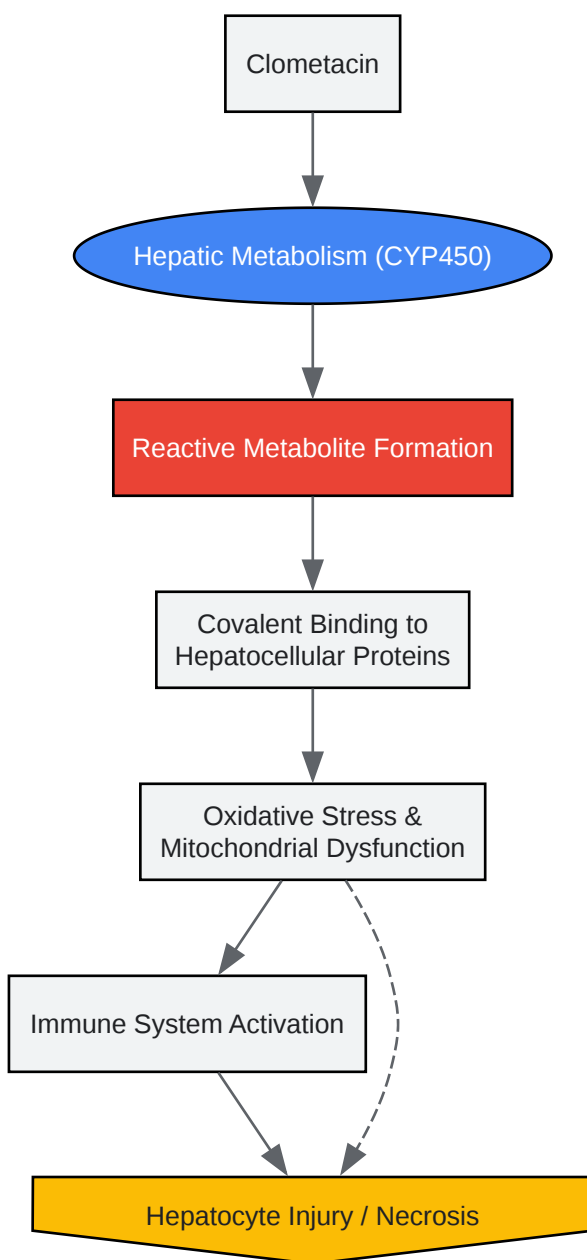 Clometacin
Hepatic Metabolism (CYP450)
Reactive Metabolite Formation
Covalent Binding to
Hepatocellular Proteins
Oxidative Stress &
Mitochondrial Dysfunction
Immune System Activation
Hepatocyte Injury / Necrosis